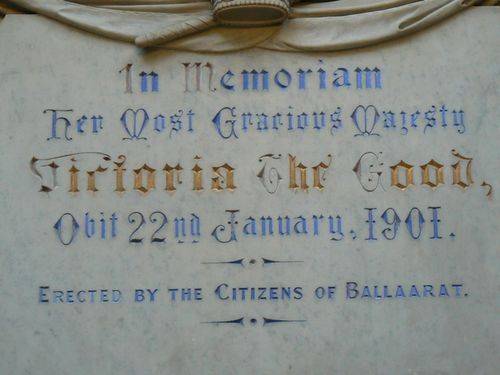 In Memoriam
Her Most Gracious Majesty
Victoria The Good,
Obit 22nd January, 1901.
Erected by the Citizens of Ballaarat.